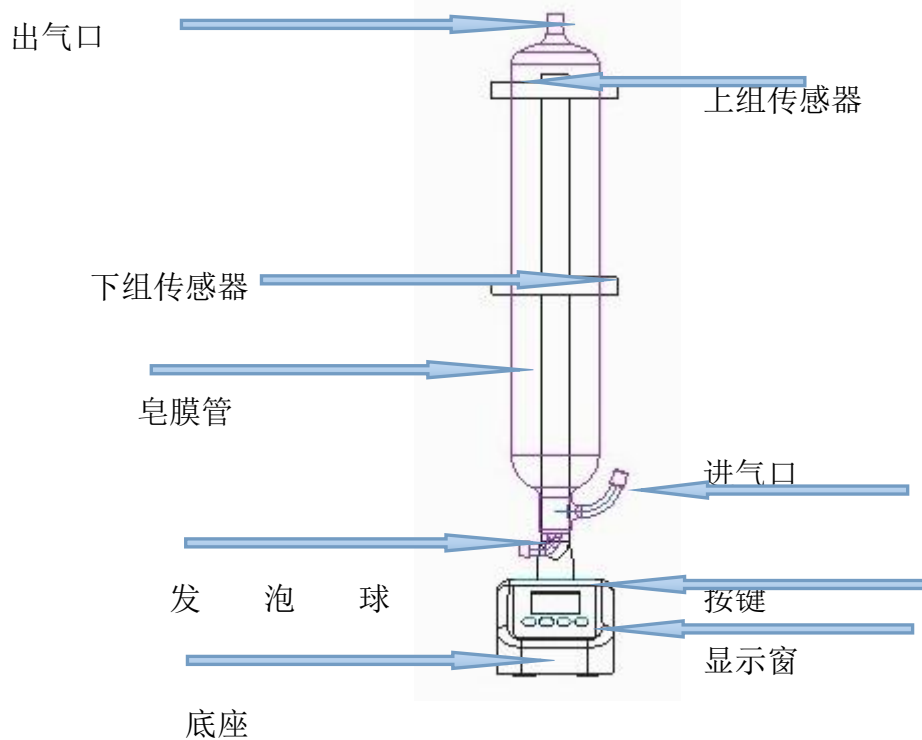 出气口
上组传感器
下组传感器
皂膜管
进气口
发 泡 球
按键
显示窗
底座